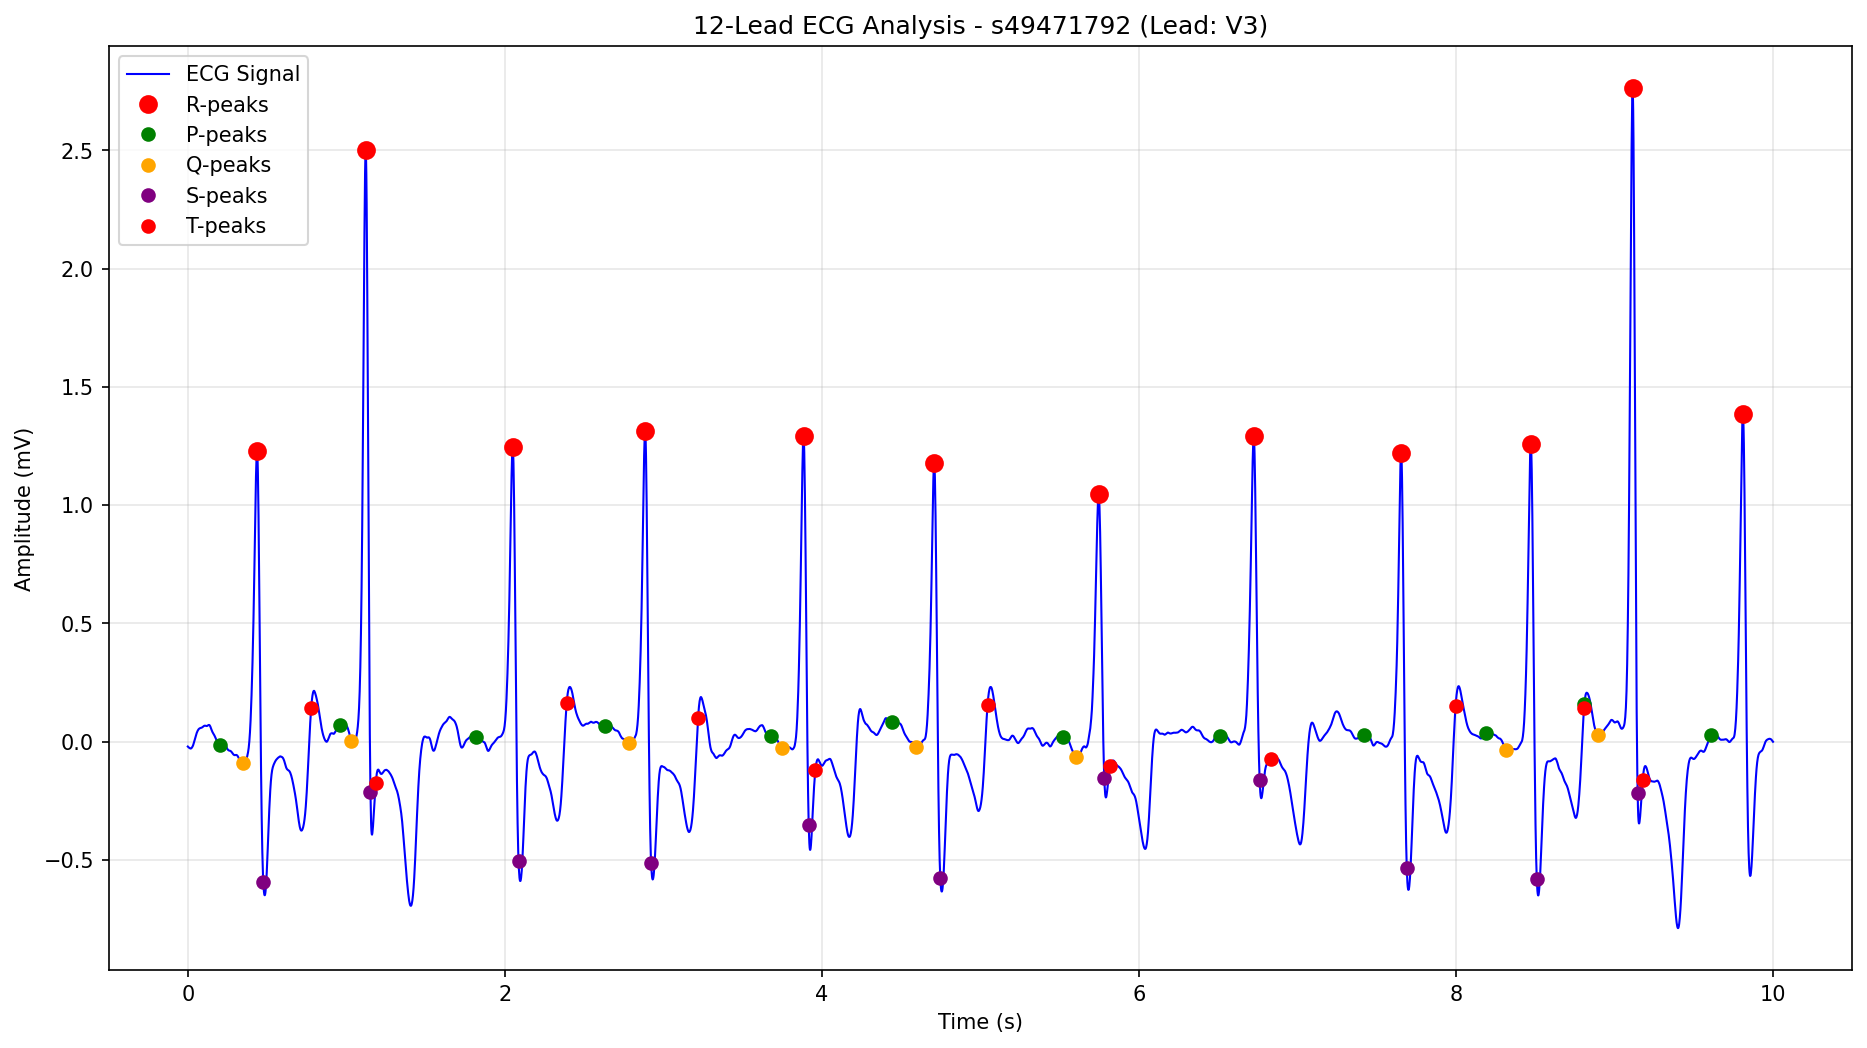 12-Lead ECG Analysis - s49471792 (Lead: V3)
ECG Signal
R-peaks
P-peaks
Q-peaks
S-peaks
T-peaks
Amplitude (mV)
2.5
2.0
1.5
1.0
0.5
0.0
−0.5
0 2 4 6 8 10
Time (s)